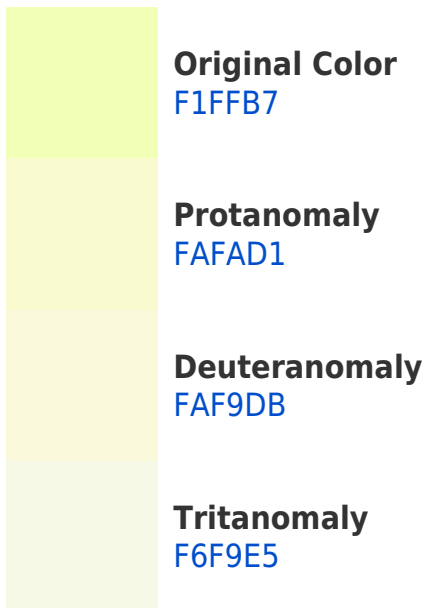 Original Color
F1FFB7
Protanomaly
FAFAD1
Deuteranomaly
FAF9DB
Tritanomaly
F6F9E5